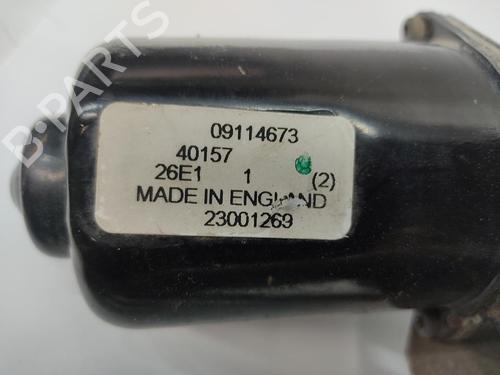 B-PARTS
09114673
40157
26E1 1 (2)
MADE IN ENGLAND
23001269